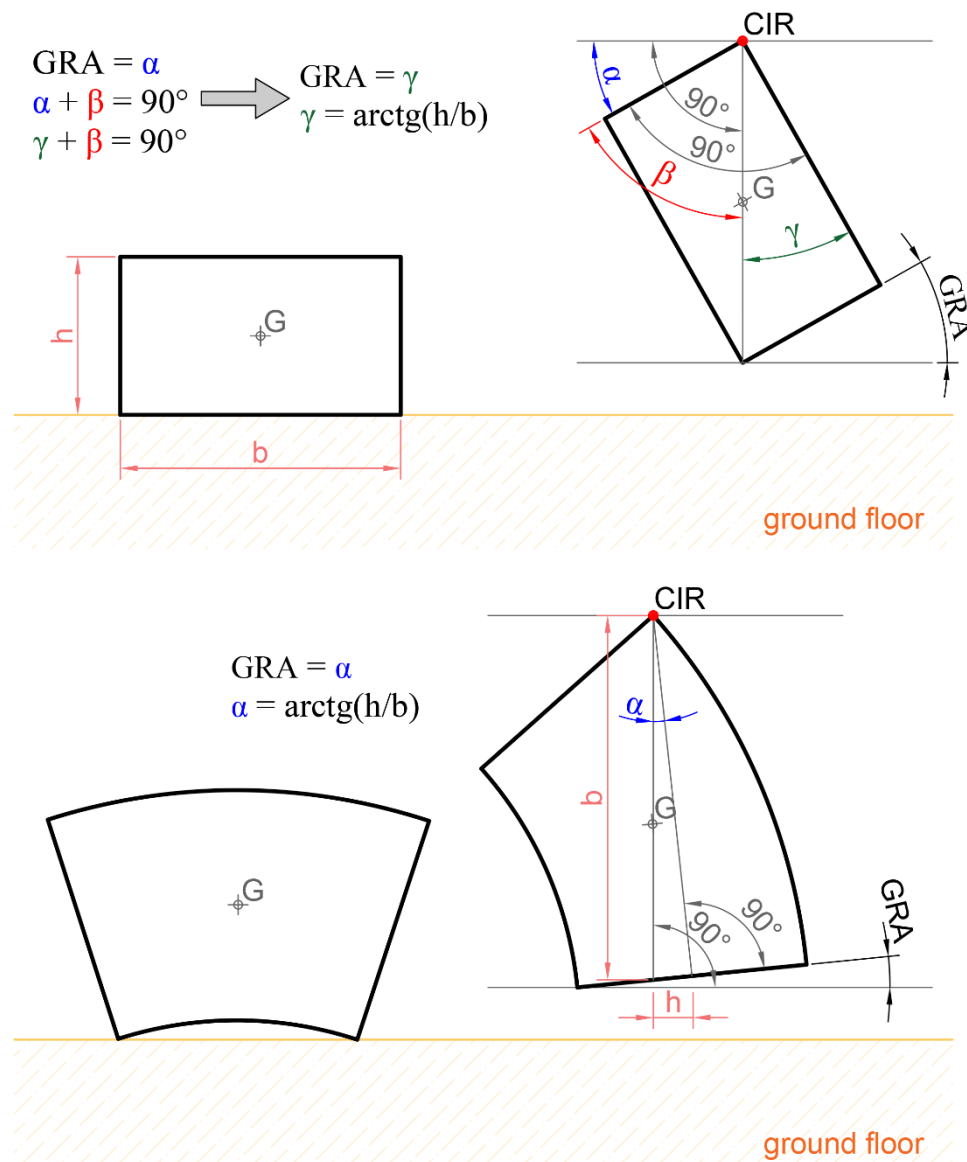 GRA = α
α + β = 90°
γ + β = 90°
GRA = γ
γ = arctg(h/b)
CIR
α
90°
90°
β
G
γ
GRA
h
G
b
ground floor
GRA = α
α = arctg(h/b)
CIR
α
b
G
90°
90°
GRA
h
G
ground floor